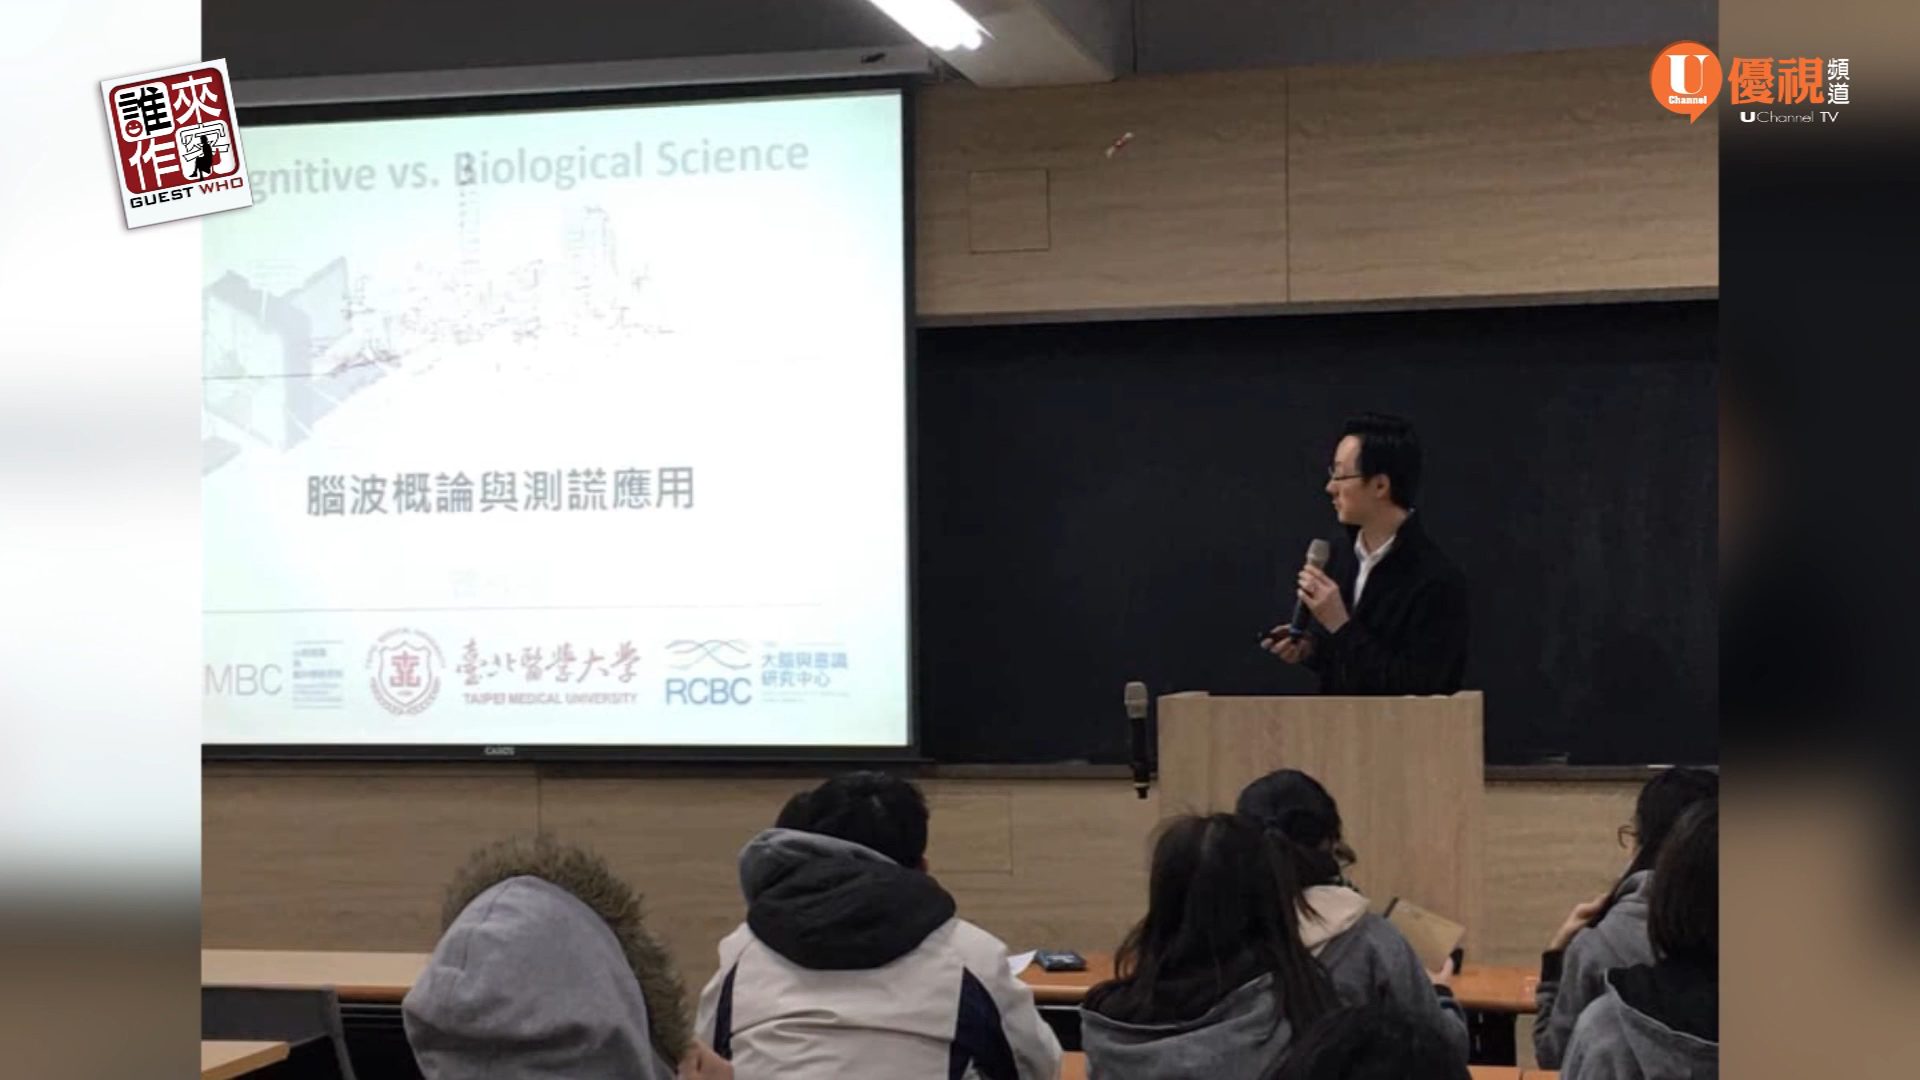 誰來
作客
GUEST WHO
U
Channel
優視
頻道
UChannel TV
gnitive vs. Biological Science
腦波概論與測謊應用
MBC
臺北醫學大學
TAIPEI MEDICAL UNIVERSITY
RCBC
大腦與意識
研究中心